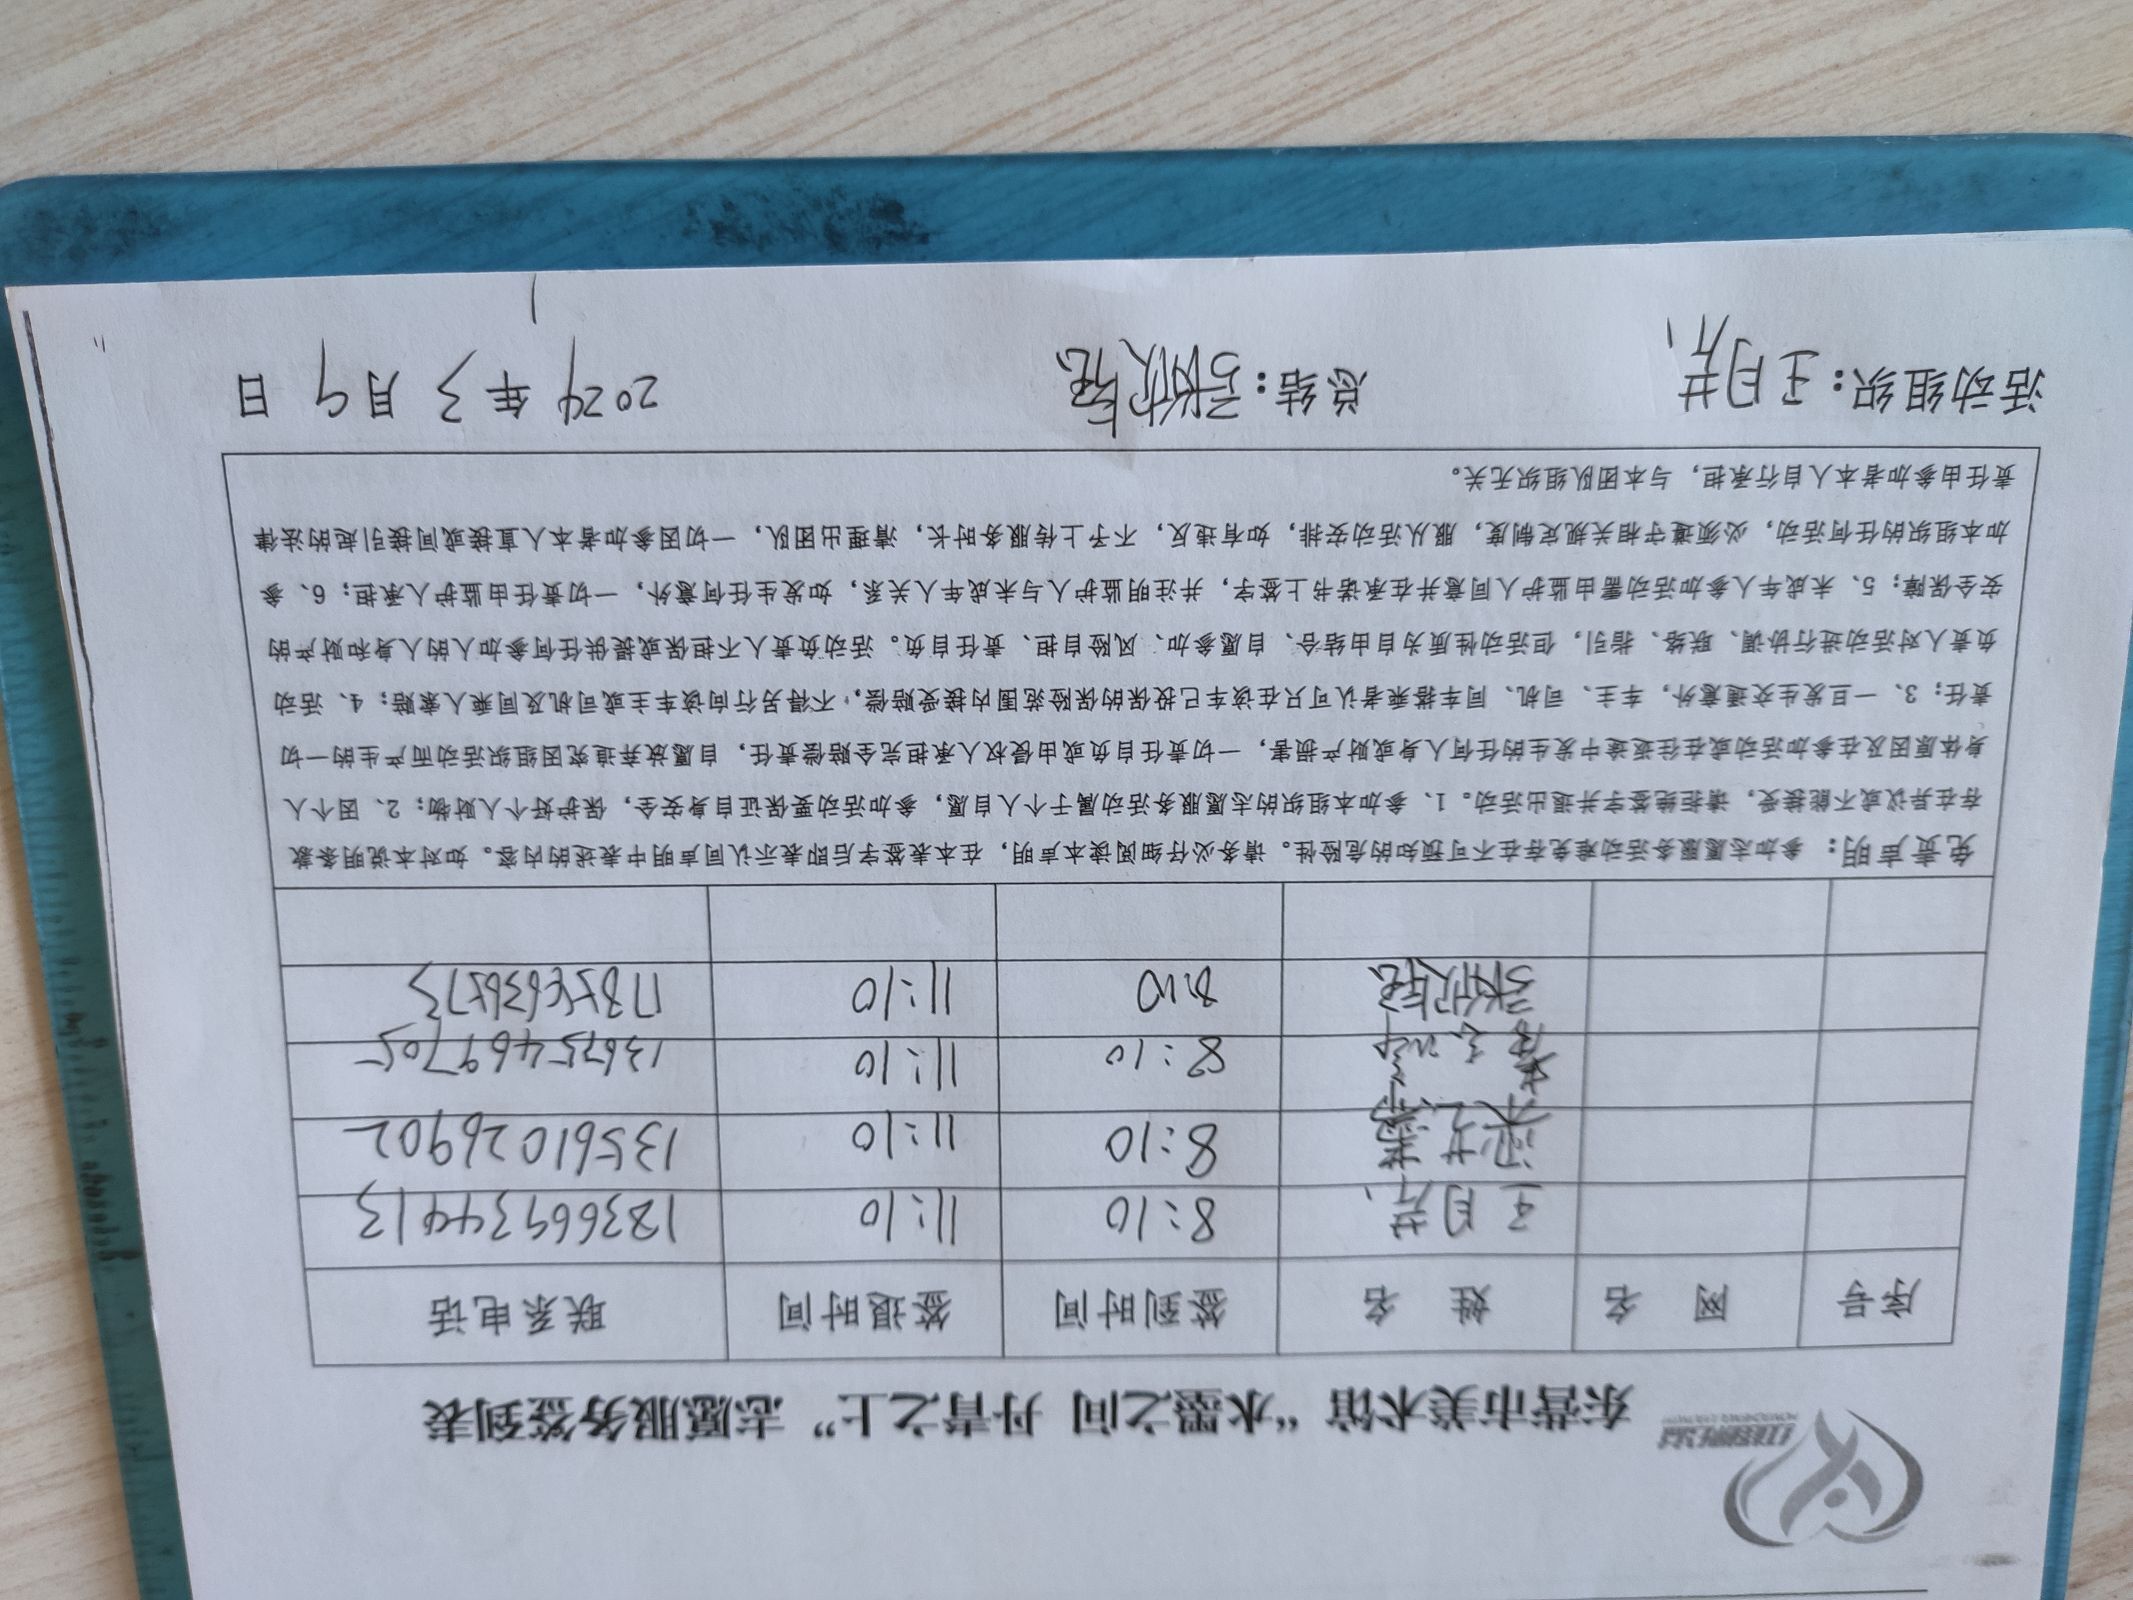 东营市美术馆“水墨之间 丹青之上”志愿服务签到表
序号 网 名 姓 名 签到时间 签退时间 联系电话
王月芹 8:10 11:10 13669344413
8:10 11:10 13561026902
8:10 11:10 13675469705
8:10 11:10
免责声明：参加志愿服务活动难免存在不可预知的危险性。请务必仔细阅读本声明，在本表签字后即表示认同声明中表述的内容。如对本说明条款
存在异议或不能接受，请拒绝签字并退出活动。1、参加本组织的志愿服务活动属于个人自愿，参加活动要保证自身安全，保护好个人财物；2、因个人
身体原因及在参加活动或在往返途中发生的任何人身或财产损害，一切责任自负或由侵权人承担完全赔偿责任，自愿放弃追究因组织活动而产生的一切
责任；3、一旦发生交通意外，车主、司机、同车搭乘者认可只在该车已投保的保险范围内接受赔偿，不得另行向该车主或司机及同乘人索赔；4、活动
负责人对活动进行协调、联络、指引，但活动性质为自由结合、自愿参加、风险自担、责任自负。活动负责人不担保或提供任何参加人的人身和财产的
安全保障；5、未成年人参加活动需由监护人同意并在承诺书上签字，并注明监护人与未成年人关系，如发生任何意外，一切责任由监护人承担；6、参
加本组织的任何活动，必须遵守相关规定制度，服从活动安排，如有违反，不予上传服务时长，清理出团队，一切因参加者本人直接或间接引起的法律
责任由参加者本人自行承担，与本团队组织无关。
活动组织：王月芹 总结： 2024 年 3 月 9 日